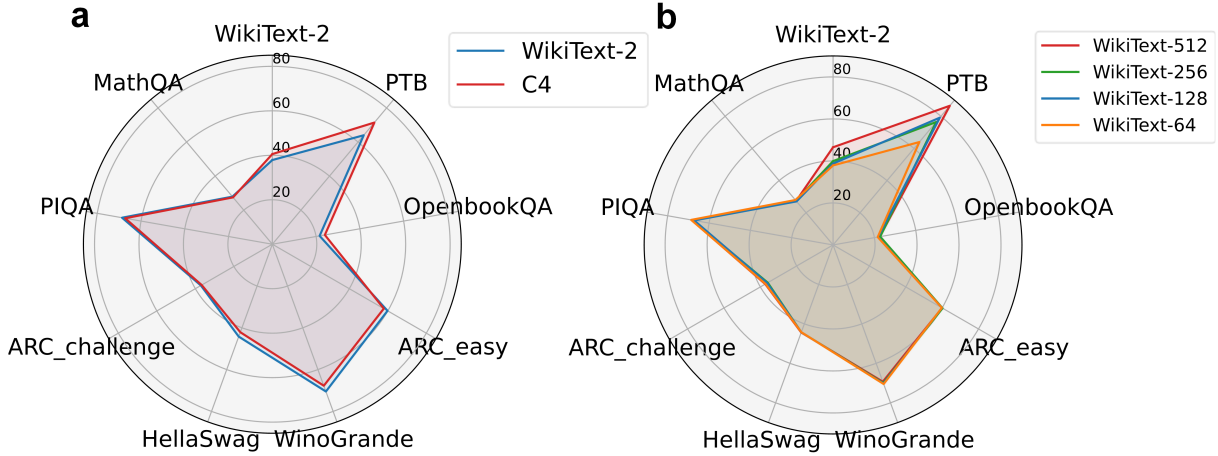 a
WikiText-2
80
60
40
20
MathQA
PTB
PIQA
OpenbookQA
ARC_challenge
ARC_easy
HellaSwag
WinoGrande
WikiText-2
C4
b
WikiText-2
80
60
40
20
MathQA
PTB
PIQA
OpenbookQA
ARC_challenge
ARC_easy
HellaSwag
WinoGrande
WikiText-512
WikiText-256
WikiText-128
WikiText-64